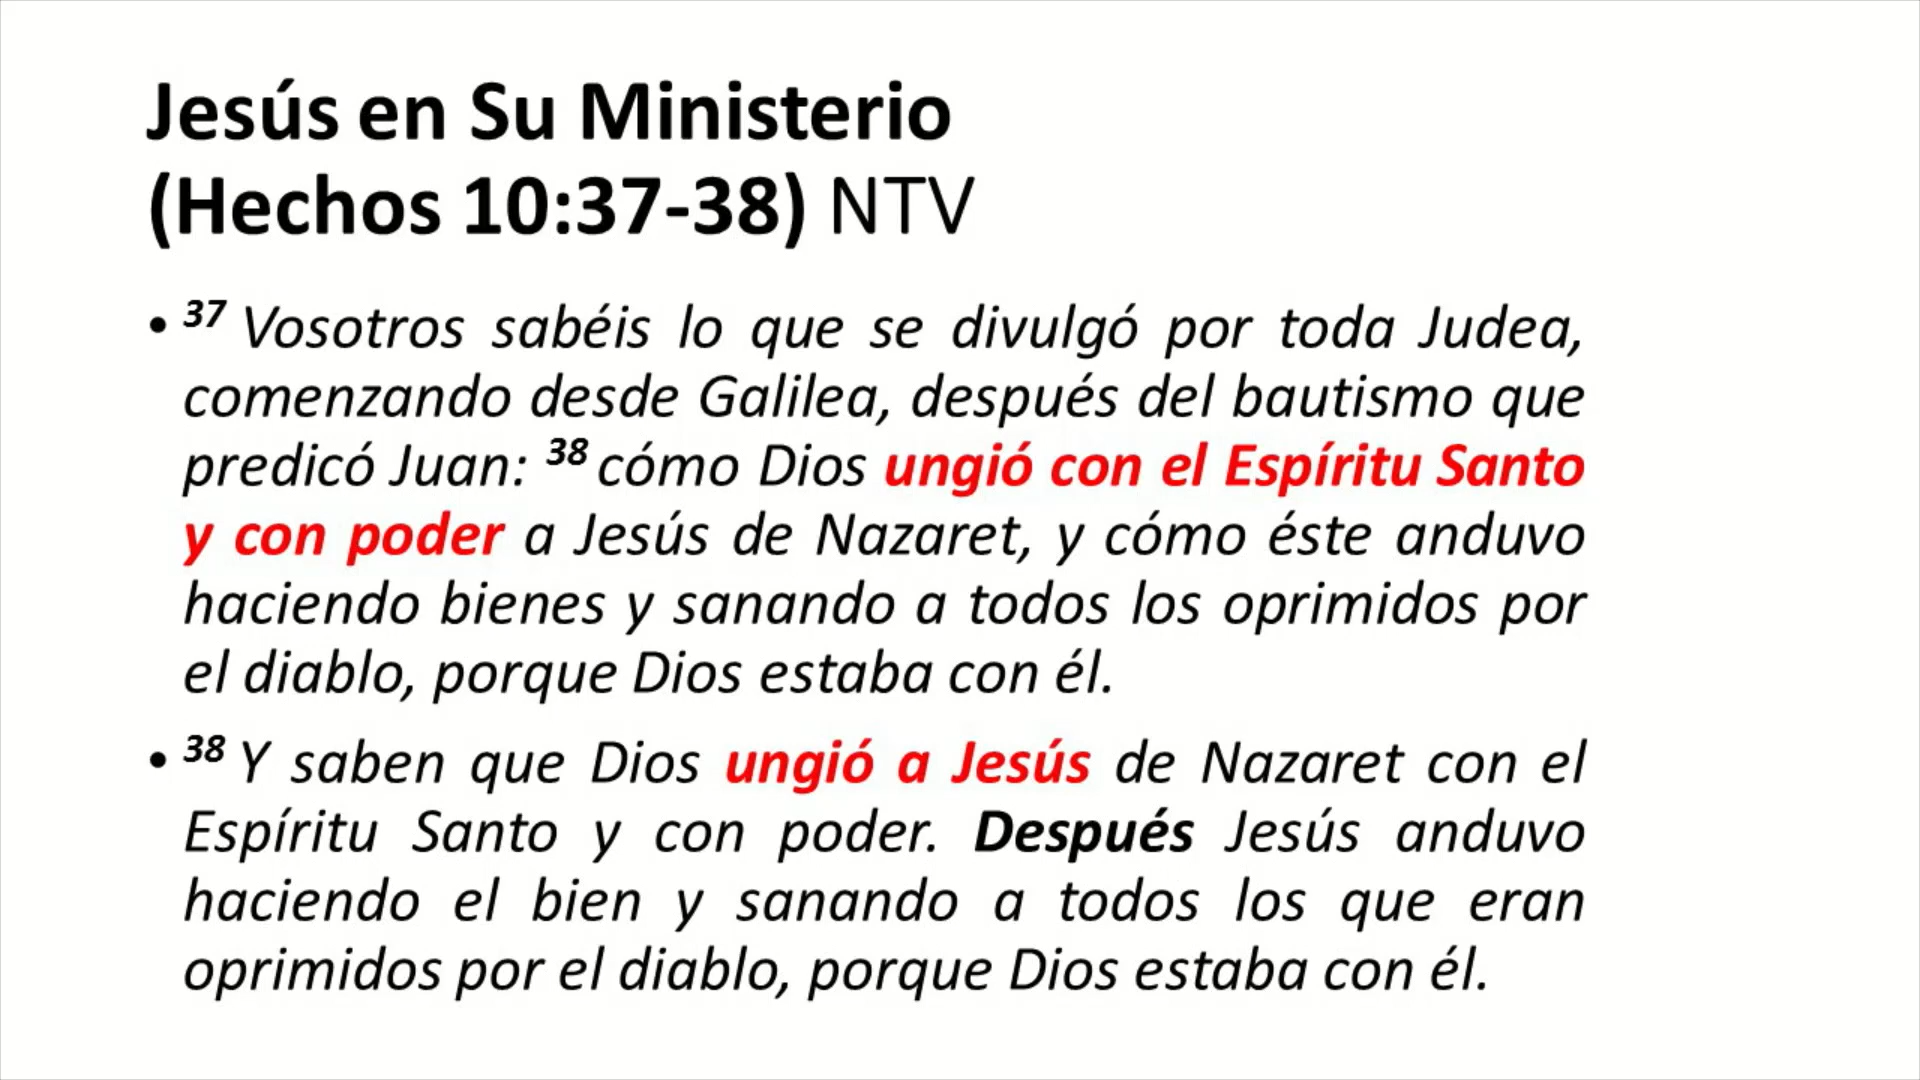 Jesús en Su Ministerio
(Hechos 10:37-38) NTV
• 37 Vosotros sabéis lo que se divulgó por toda Judea,
comenzando desde Galilea, después del bautismo que
predicó Juan: 38 cómo Dios ungió con el Espíritu Santo
y con poder a Jesús de Nazaret, y cómo éste anduvo
haciendo bienes y sanando a todos los oprimidos por
el diablo, porque Dios estaba con él.
• 38 Y saben que Dios ungió a Jesús de Nazaret con el
Espíritu Santo y con poder. Después Jesús anduvo
haciendo el bien y sanando a todos los que eran
oprimidos por el diablo, porque Dios estaba con él.